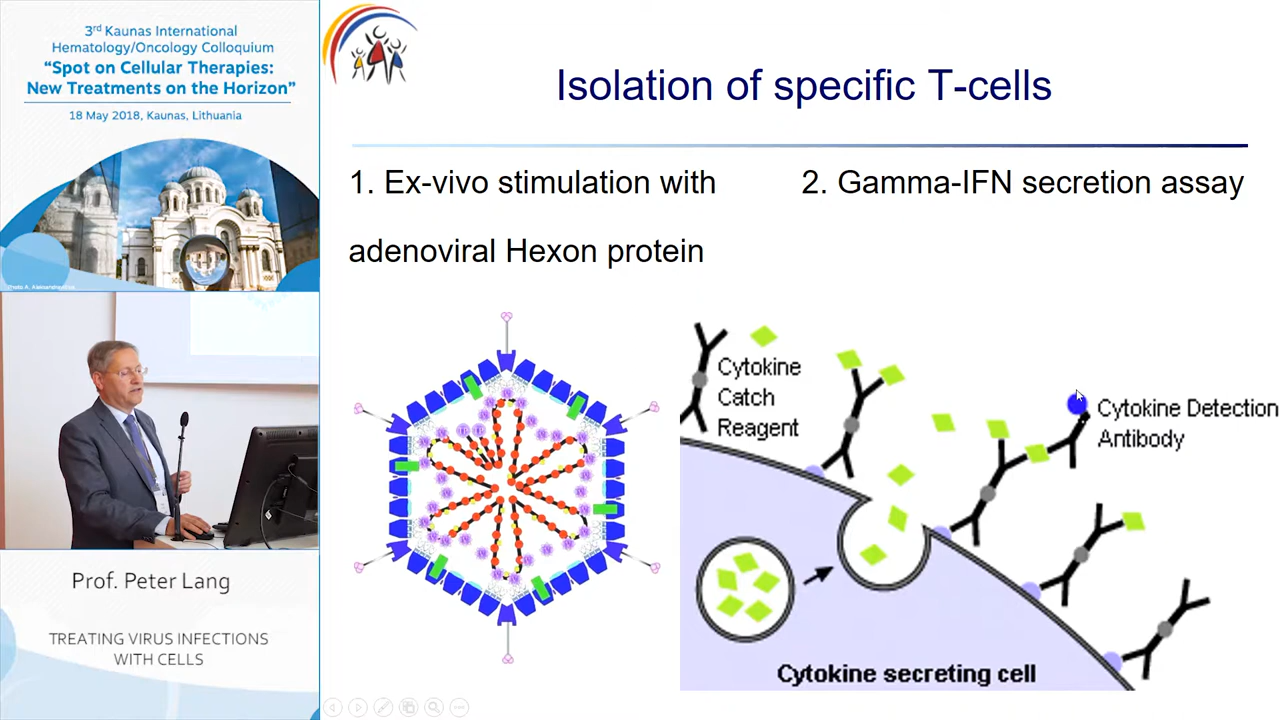 3rd Kaunas International
Hematology/Oncology Colloquium
“Spot on Cellular Therapies:
New Treatments on the Horizon”
18 May 2018, Kaunas, Lithuania
Prof. Peter Lang
TREATING VIRUS INFECTIONS
WITH CELLS
Isolation of specific T-cells
1. Ex-vivo stimulation with
adenoviral Hexon protein
2. Gamma-IFN secretion assay
Cytokine
Catch
Reagent
Cytokine Detection
Antibody
Cytokine secreting cell